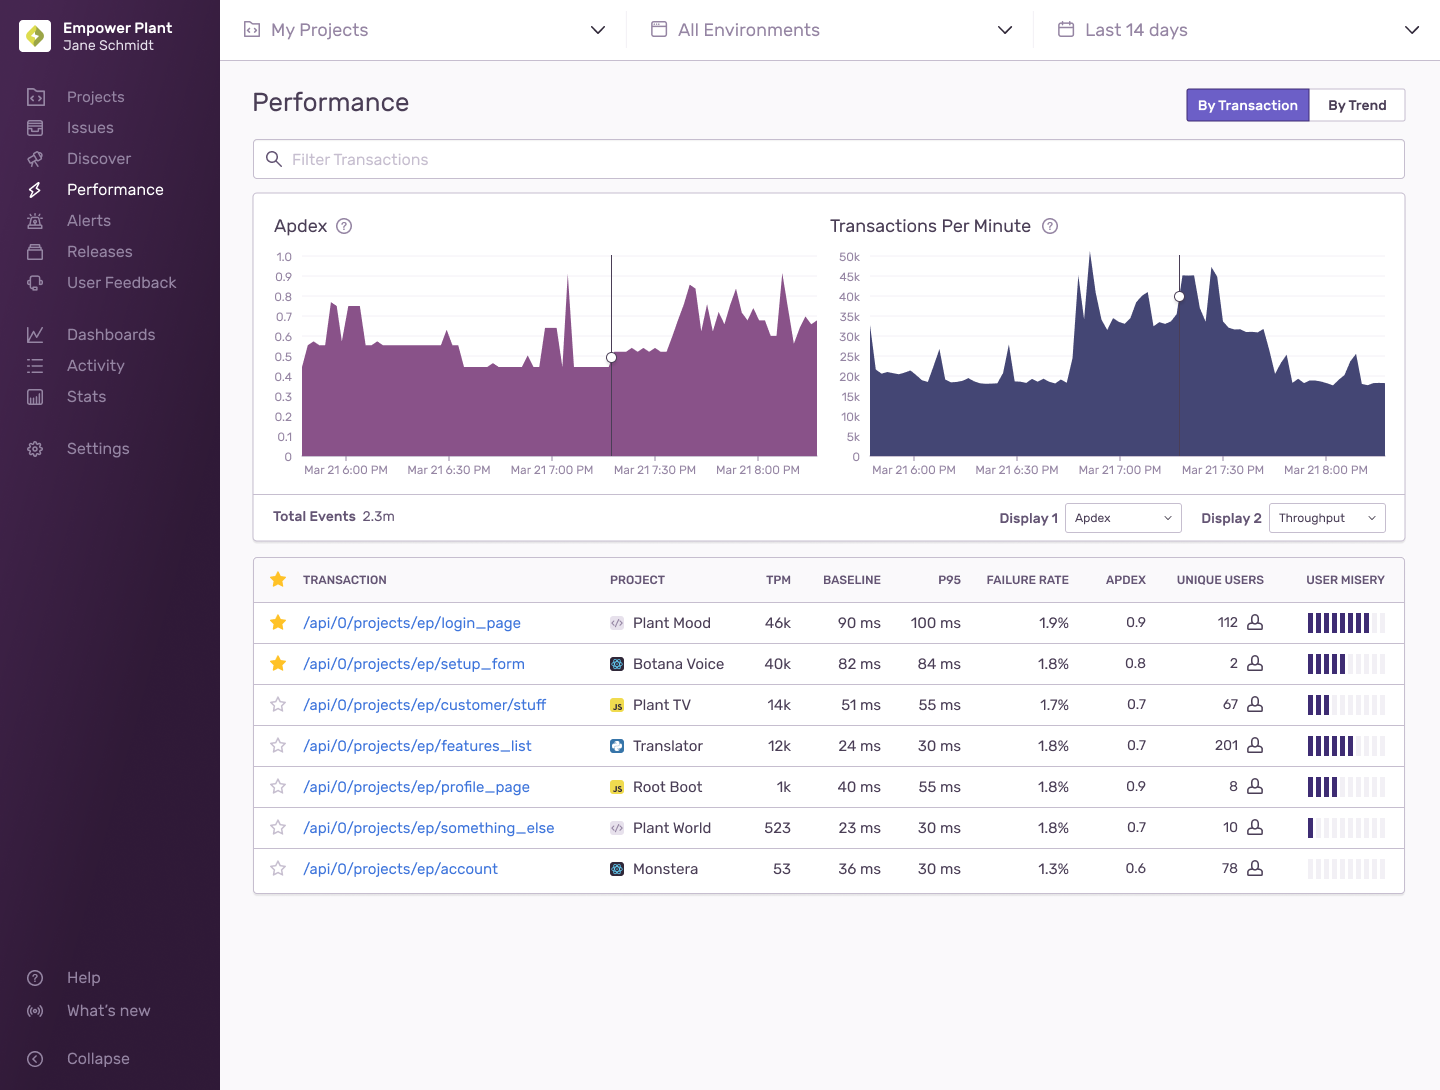 Empower Plant
Jane Schmidt
Projects
Issues
Discover
Performance
Alerts
Releases
User Feedback
Dashboards
Activity
Stats
Settings
Help
What's new
Collapse
My Projects
All Environments
Last 14 days
Performance
By Transaction
By Trend
Filter Transactions
Apdex ?
1.0
0.9
0.8
0.7
0.6
0.5
0.4
0.3
0.2
0.1
0
Mar 21 6:00 PM Mar 21 6:30 PM Mar 21 7:00 PM Mar 21 7:30 PM Mar 21 8:00 PM
Transactions Per Minute ?
50k
45k
40k
35k
30k
25k
20k
15k
10k
5k
0
Mar 21 6:00 PM Mar 21 6:30 PM Mar 21 7:00 PM Mar 21 7:30 PM Mar 21 8:00 PM
Total Events 2.3m
Display 1 Apdex
Display 2 Throughput
TRANSACTION PROJECT TPM BASELINE P95 FAILURE RATE APDEX UNIQUE USERS USER MISERY
/api/0/projects/ep/login_page </> Plant Mood 46k 90 ms 100 ms 1.9% 0.9 112
/api/0/projects/ep/setup_form Botana Voice 40k 82 ms 84 ms 1.8% 0.8 2
/api/0/projects/ep/customer/stuff JS Plant TV 14k 51 ms 55 ms 1.7% 0.7 67
/api/0/projects/ep/features_list Translator 12k 24 ms 30 ms 1.8% 0.7 201
/api/0/projects/ep/profile_page JS Root Boot 1k 40 ms 55 ms 1.8% 0.9 8
/api/0/projects/ep/something_else </> Plant World 523 23 ms 30 ms 1.8% 0.7 10
/api/0/projects/ep/account Monstera 53 36 ms 30 ms 1.3% 0.6 78